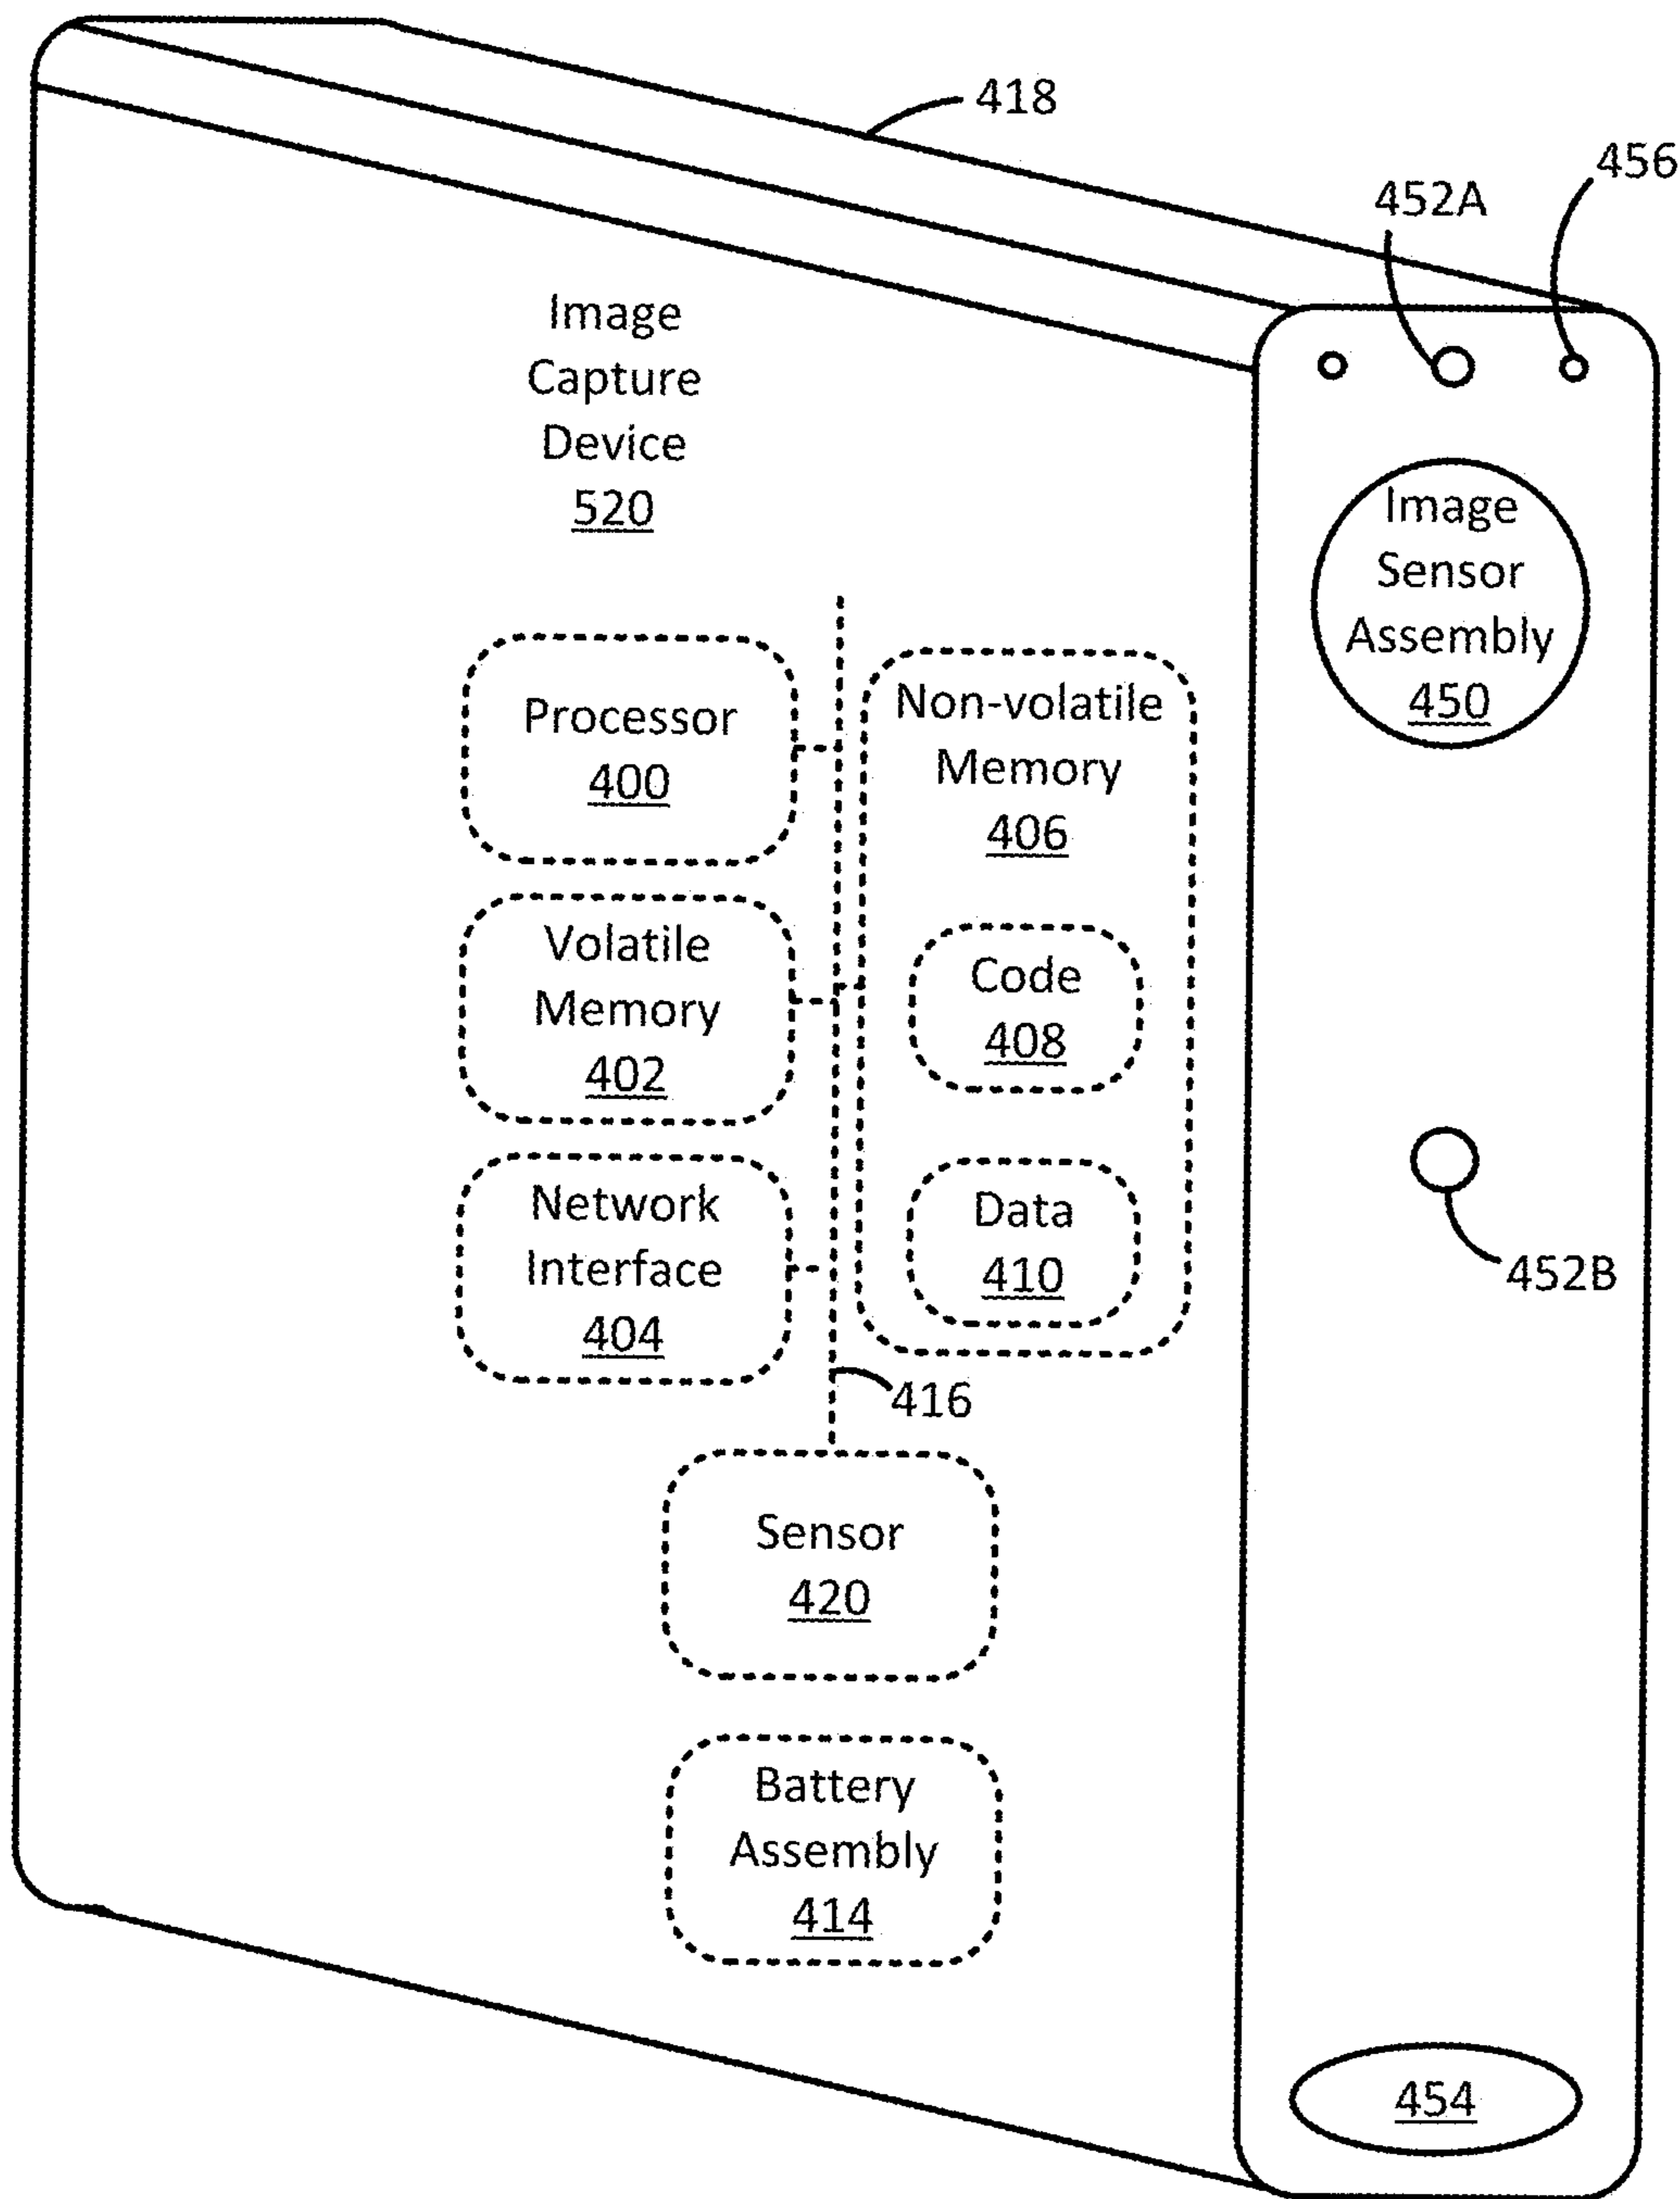 418
456
452A
Image
Capture
Device
520
Image
Sensor
Assembly
450
Processor
400
Non-volatile
Memory
406
Volatile
Memory
402
Code
408
Network
Interface
404
Data
410
452B
416
Sensor
420
Battery
Assembly
414
454